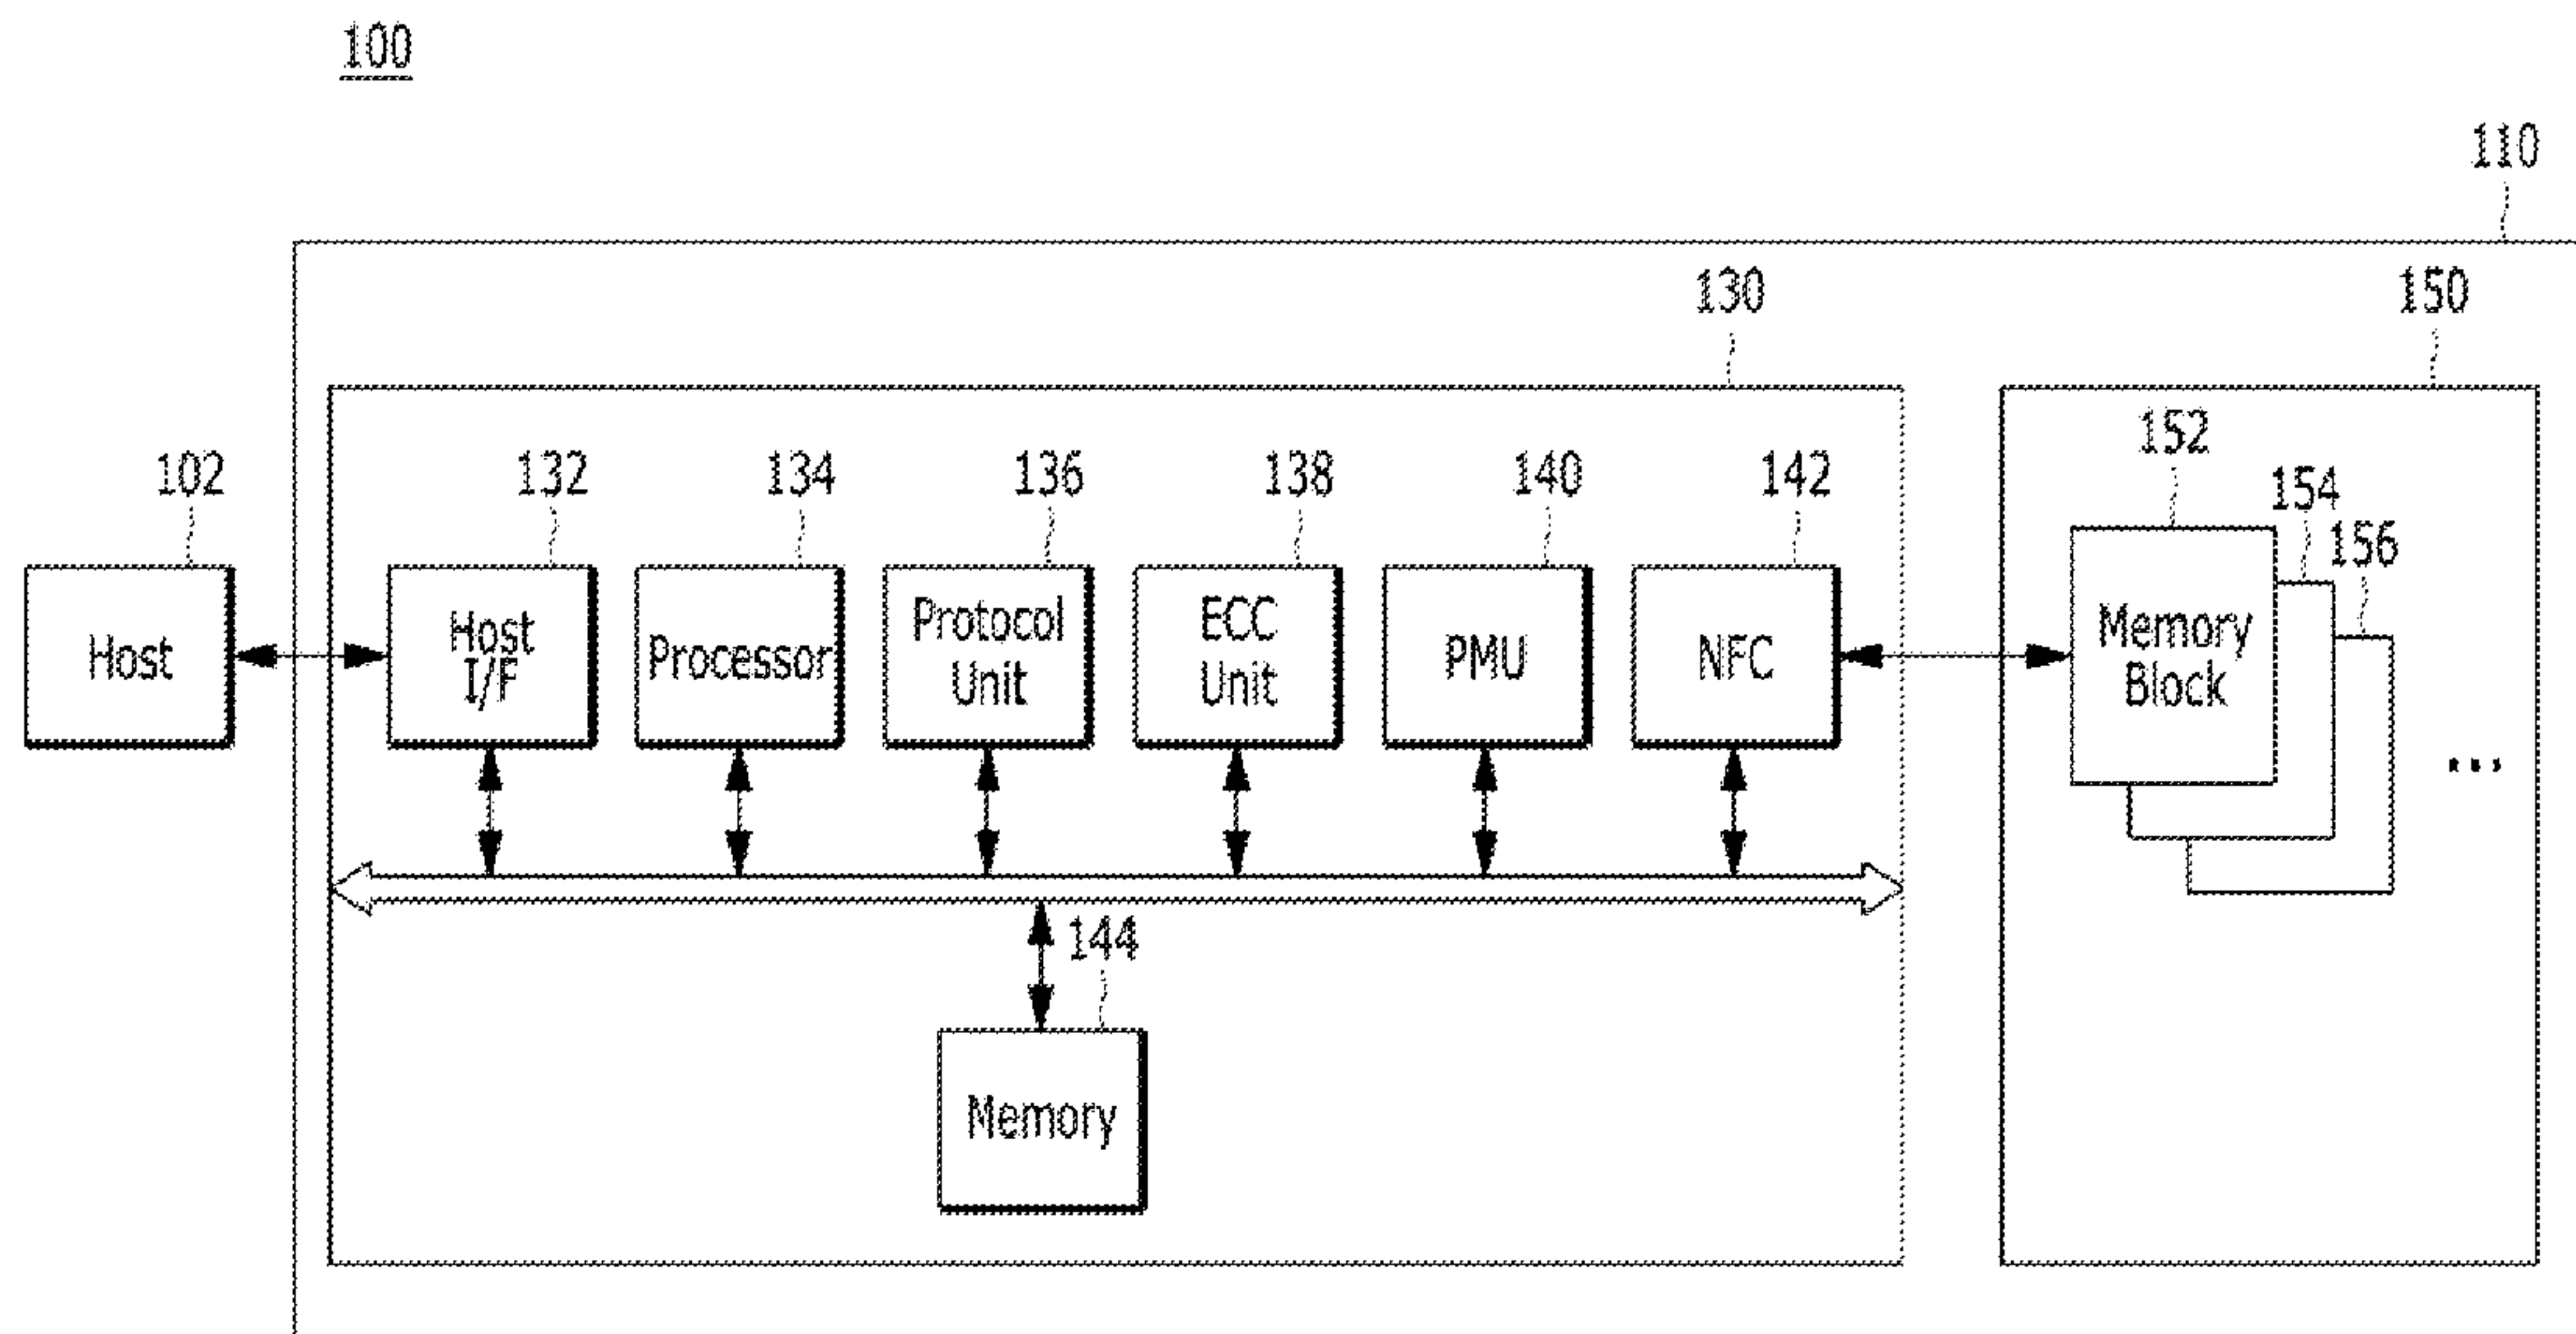 100
110
130
150
152
102
132
134
136
138
140
142
154
156
Host
Host
I/F
Processor
Protocol
Unit
ECC
Unit
PMU
NFC
Memory
Block
...
144
Memory